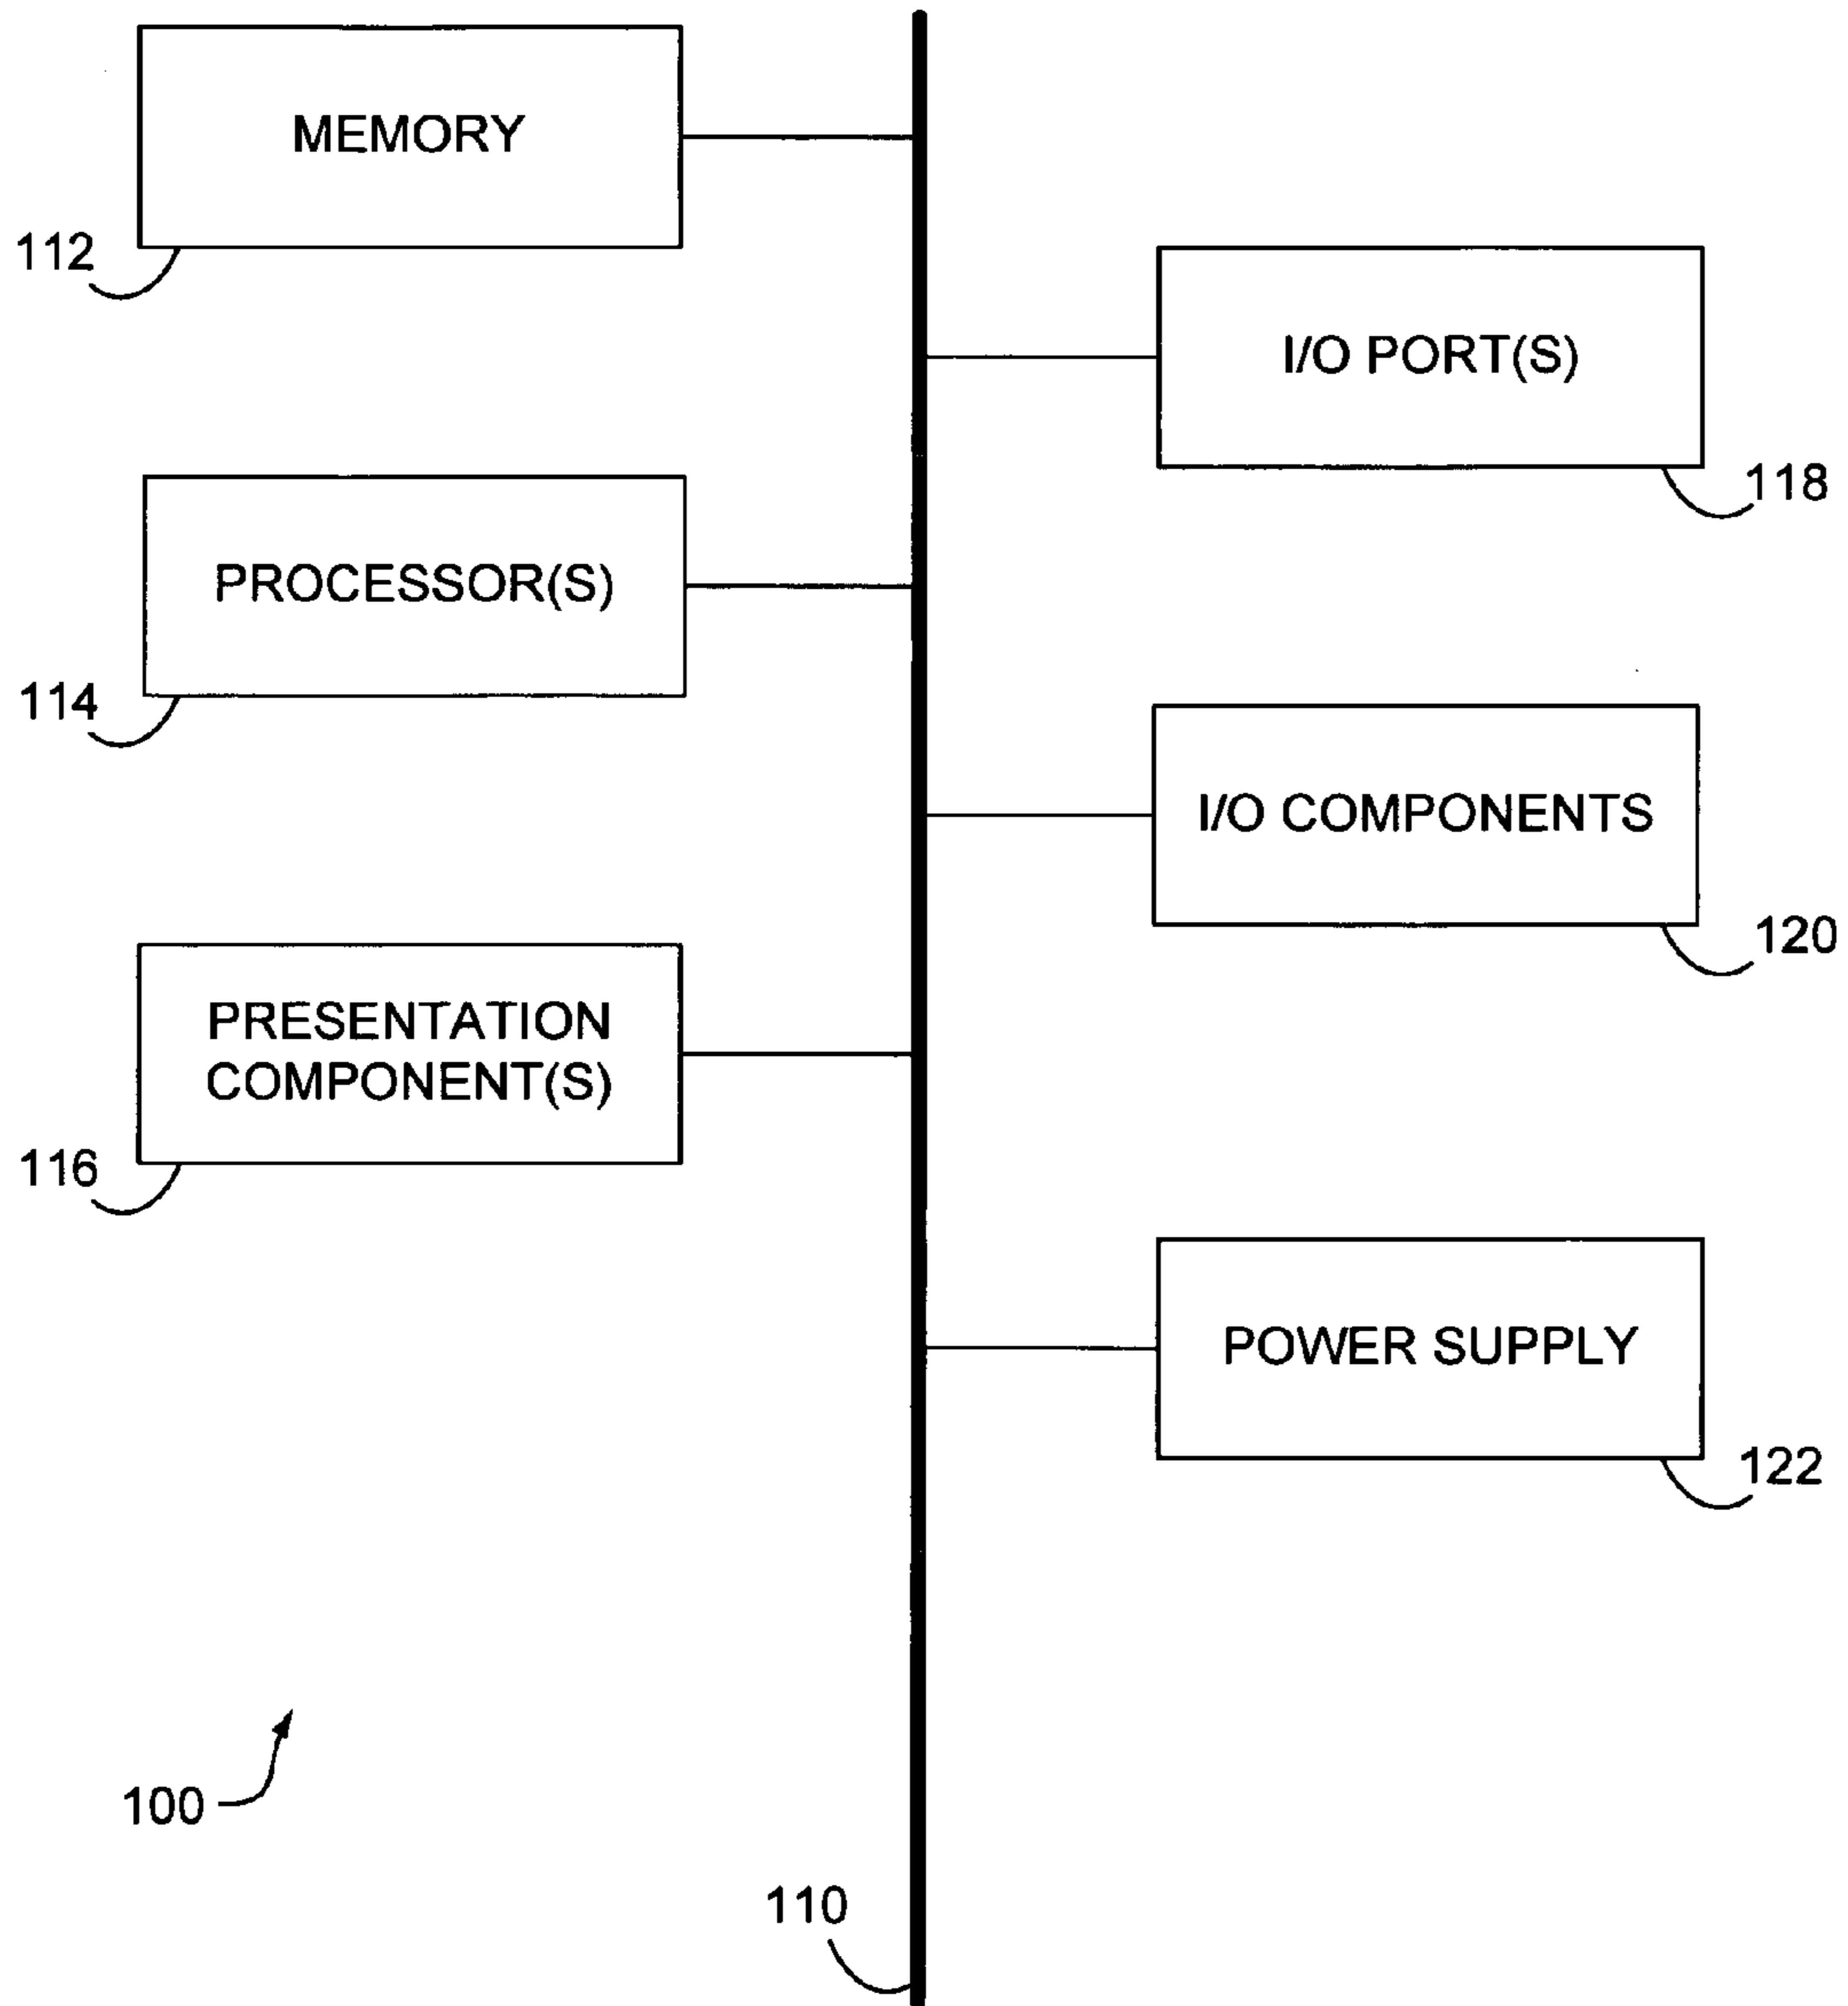 MEMORY
112
I/O PORT(S)
118
PROCESSOR(S)
114
I/O COMPONENTS
120
PRESENTATION
COMPONENT(S)
116
POWER SUPPLY
122
100
110